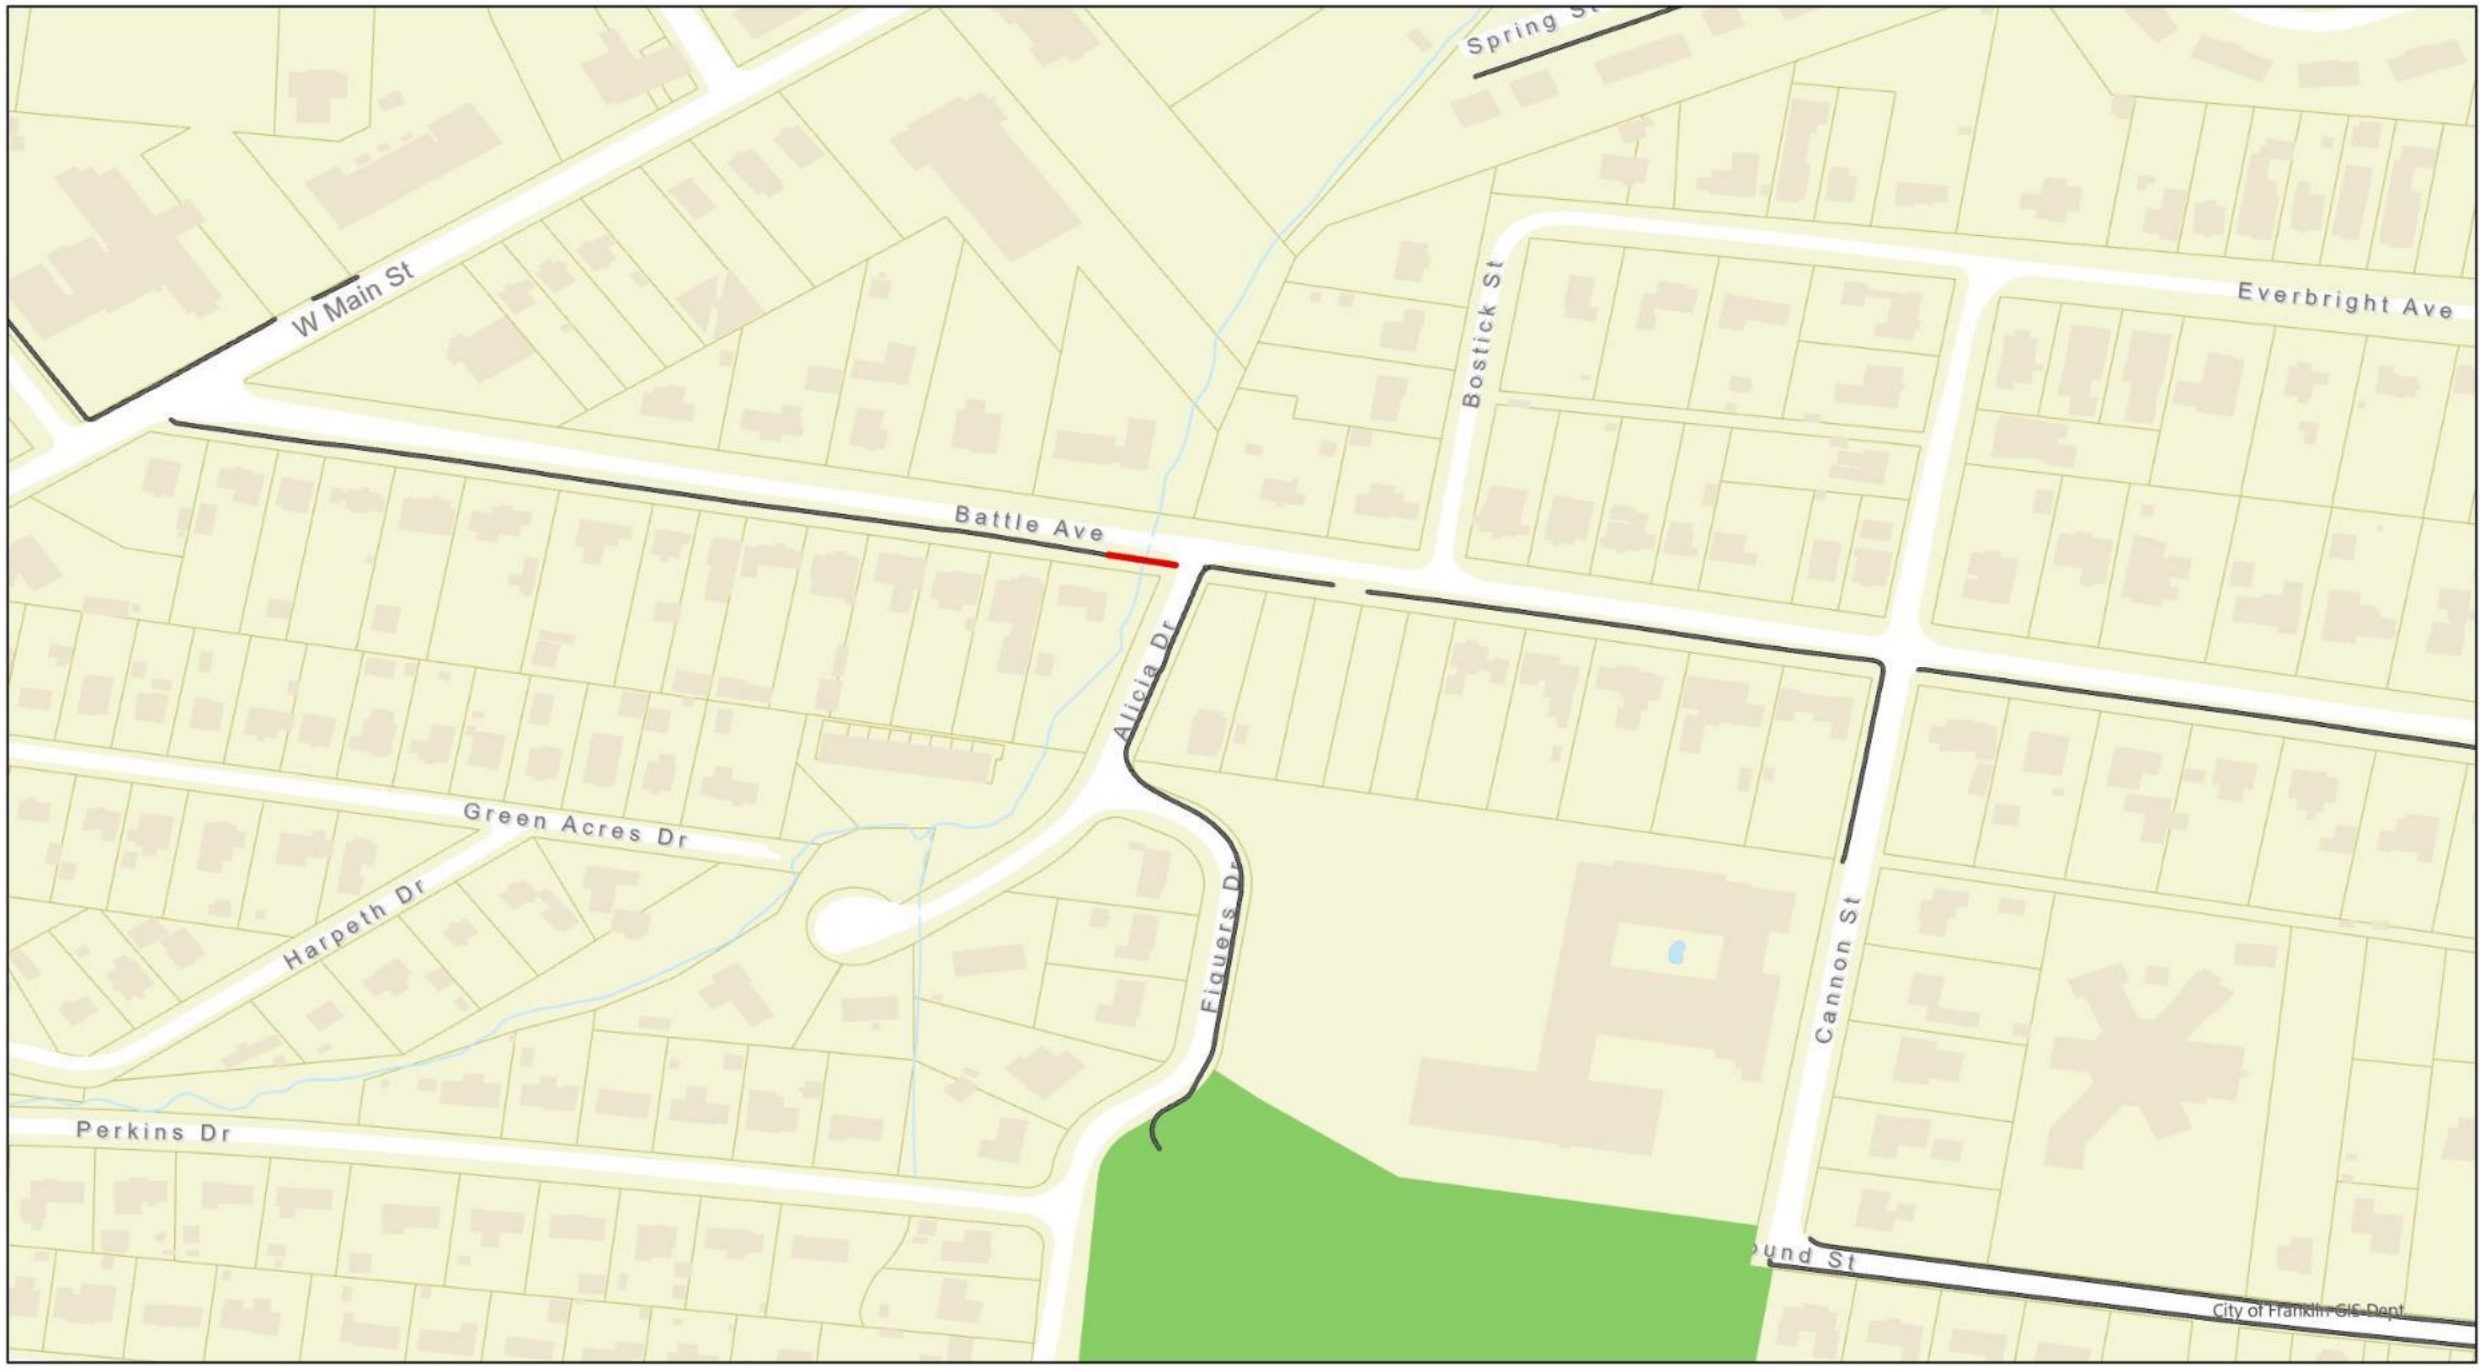 Spring St
W Main St
Everbright Ave
Bostick St
Battle Ave
Alicia Dr
Green Acres Dr
Harpeth Dr
Figuers Dr
Cannon St
Perkins Dr
und St
City of Franklin GIS Dept